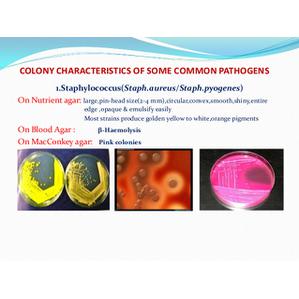 COLONY CHARACTERISTICS OF SOME COMMON PATHOGENS
1.Staphylococcus(Staph.aureus/Staph.pyogenes)
On Nutrient agar: large,pin-head size(2-4 mm),circular,convex,smooth,shiny,entire
edge ,opaque & emulsify easily
Most strains produce golden yellow to white,orange pigments
On Blood Agar : β-Haemolysis
On MacConkey agar: Pink colonies